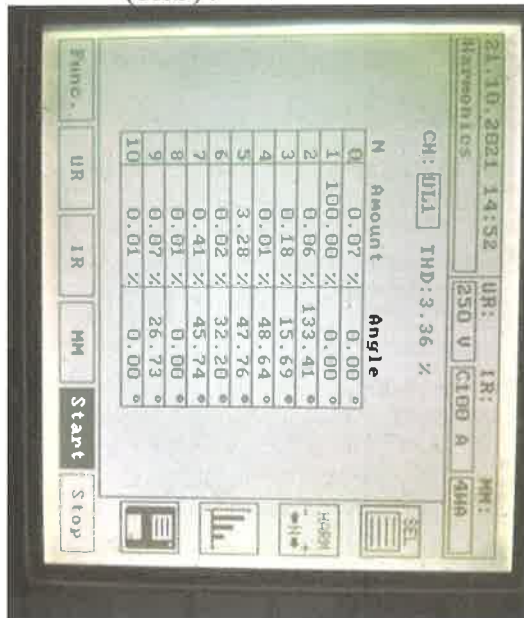 21.10.2021 14:52 UR: IR: MM:
Harmonics 250 V C100 A 4WA
CH: UL1 THD:3.36 %
N Amount Angle
0 0.07 % 0.00 °
1 100.00 % 0.00 °
2 0.06 % 133.41 °
3 0.18 % 15.69 °
4 0.01 % 48.64 °
5 3.28 % 47.76 °
6 0.02 % 32.20 °
7 0.41 % 45.74 °
8 0.01 % 0.00 °
9 0.07 % 26.73 °
10 0.01 % 0.00 °
SEL
HARM
Func. UR IR MM Start Stop